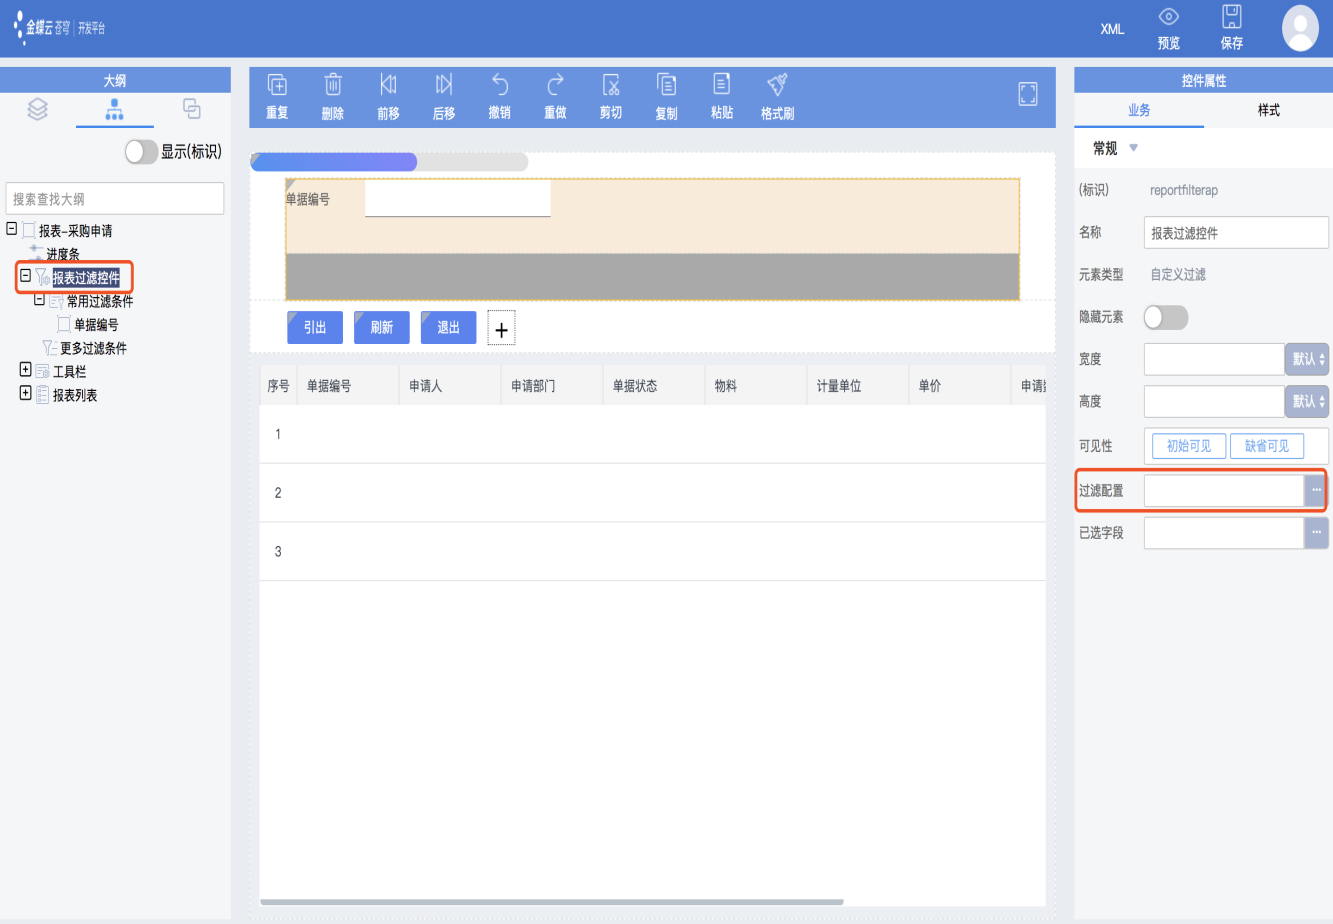 金蝶云 苍穹 | 开发平台
XML 预览 保存
大纲
显示(标识)
搜索查找大纲
报表-采购申请
进度条
报表过滤控件
常用过滤条件
单据编号
更多过滤条件
工具栏
报表列表
重复 删除 前移 后移 撤销 重做 剪切 复制 粘贴 格式刷
单据编号
引出 刷新 退出 +
序号 单据编号 申请人 申请部门 单据状态 物料 计量单位 单价 申请
1
2
3
控件属性
业务 样式
常规
(标识) reportfilterap
名称 报表过滤控件
元素类型 自定义过滤
隐藏元素
宽度 默认
高度 默认
可见性 初始可见 缺省可见
过滤配置 ...
已选字段 ...